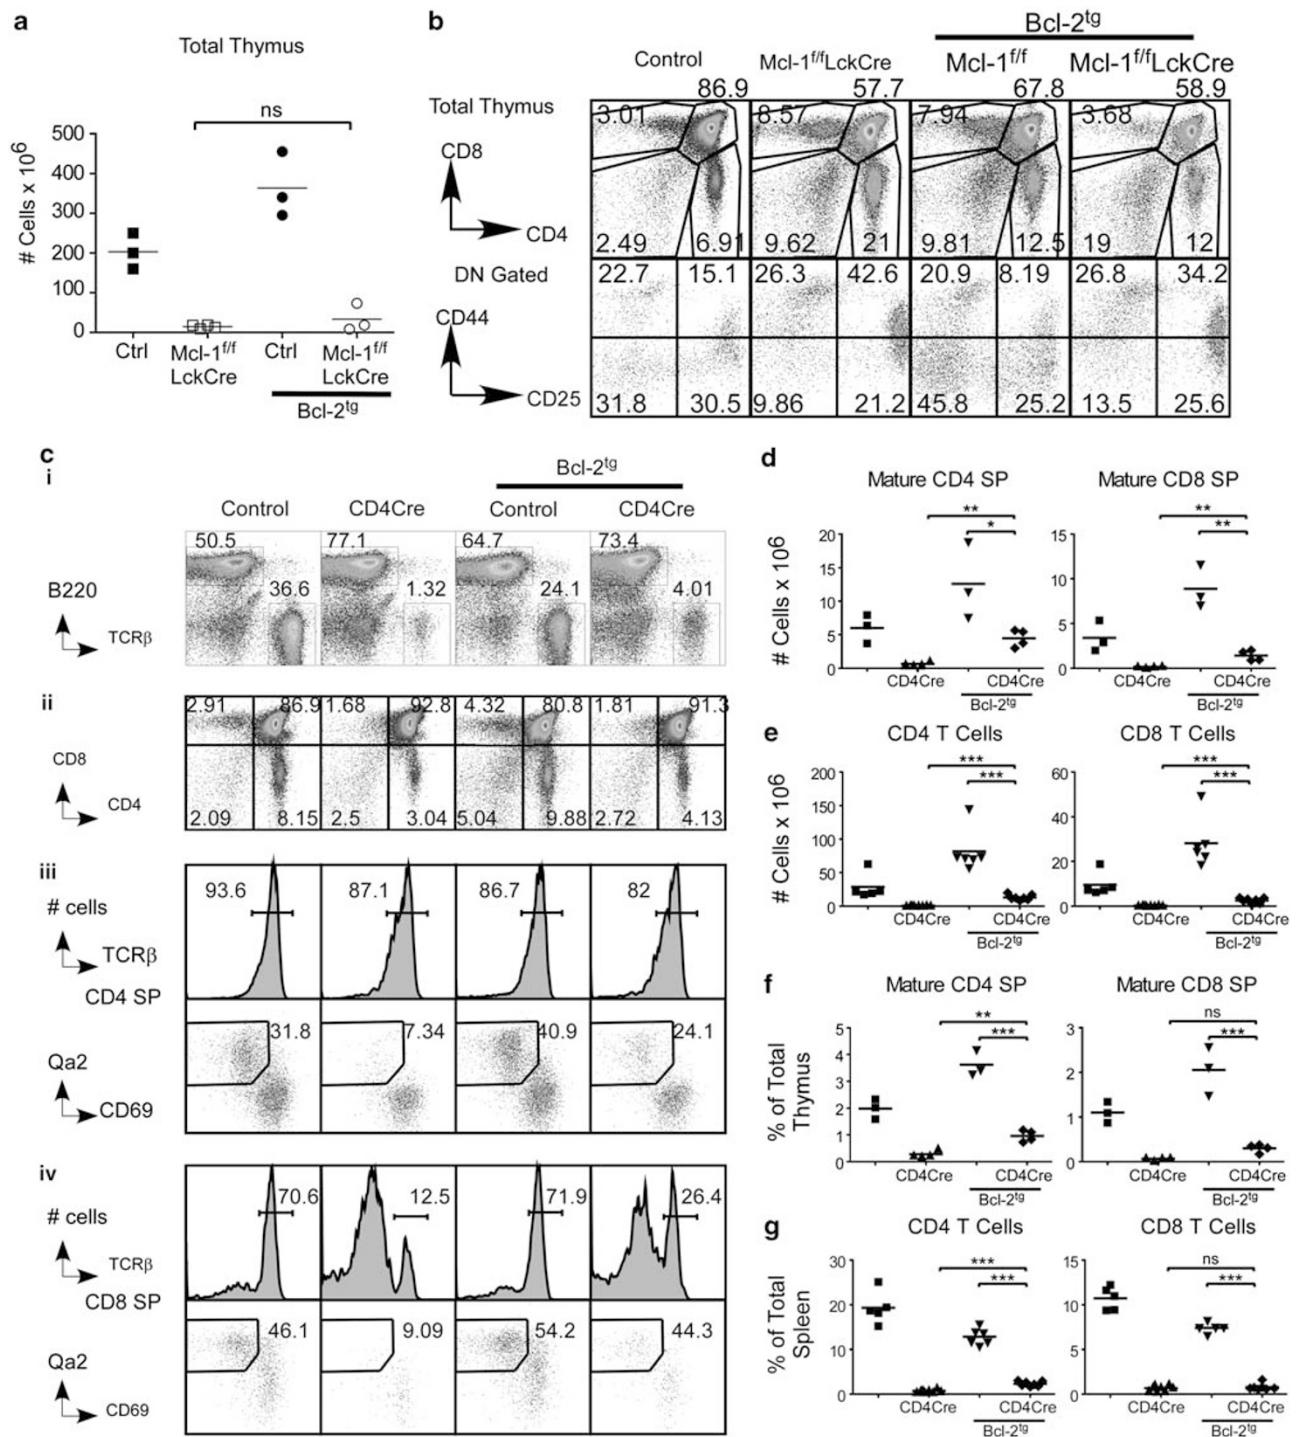 a
Total Thymus
ns
# Cells x 10⁶
500
400
300
200
100
0
Ctrl
Mcl-1f/f
LckCre
Ctrl
Mcl-1f/f
LckCre
Bcl-2tg
b
Bcl-2tg
Control
Mcl-1f/fLckCre
Mcl-1f/f
Mcl-1f/fLckCre
Total Thymus
CD8
CD4
86.9
57.7
67.8
58.9
3.01
8.57
7.94
3.68
2.49
6.91
9.62
21
9.81
12.5
19
12
DN Gated
CD44
CD25
22.7
15.1
26.3
42.6
20.9
8.19
26.8
34.2
31.8
30.5
9.86
21.2
45.8
25.2
13.5
25.6
c
i
Bcl-2tg
Control
CD4Cre
Control
CD4Cre
B220
TCRβ
50.5
36.6
77.1
1.32
64.7
24.1
73.4
4.01
ii
CD8
CD4
2.91
86.9
1.68
92.8
4.32
80.8
1.81
91.3
2.09
8.15
2.5
3.04
5.04
9.88
2.72
4.13
iii
# cells
TCRβ
CD4 SP
93.6
87.1
86.7
82
Qa2
CD69
31.8
7.34
40.9
24.1
iv
# cells
TCRβ
CD8 SP
70.6
12.5
71.9
26.4
Qa2
CD69
46.1
9.09
54.2
44.3
d
Mature CD4 SP
**
*
# Cells x 10⁶
20
15
10
5
0
CD4Cre
CD4Cre
Bcl-2tg
Mature CD8 SP
**
**
15
10
5
0
CD4Cre
CD4Cre
Bcl-2tg
e
CD4 T Cells
***
***
# Cells x 10⁶
200
150
100
50
0
CD4Cre
CD4Cre
Bcl-2tg
CD8 T Cells
***
***
60
40
20
0
CD4Cre
CD4Cre
Bcl-2tg
f
Mature CD4 SP
**
***
% of Total
Thymus
5
4
3
2
1
0
CD4Cre
CD4Cre
Bcl-2tg
Mature CD8 SP
ns
***
3
2
1
0
CD4Cre
CD4Cre
Bcl-2tg
g
CD4 T Cells
***
***
% of Total
Spleen
30
20
10
0
CD4Cre
CD4Cre
Bcl-2tg
CD8 T Cells
ns
***
15
10
5
0
CD4Cre
CD4Cre
Bcl-2tg